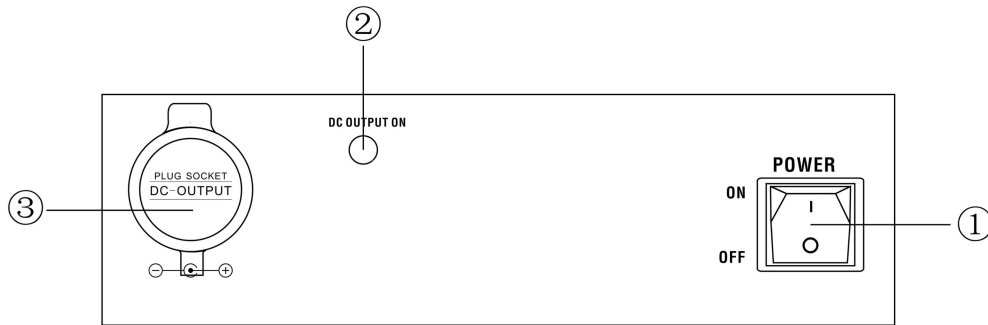 ②
DC OUTPUT ON
PLUG SOCKET
DC-OUTPUT
③
POWER
ON
OFF
①